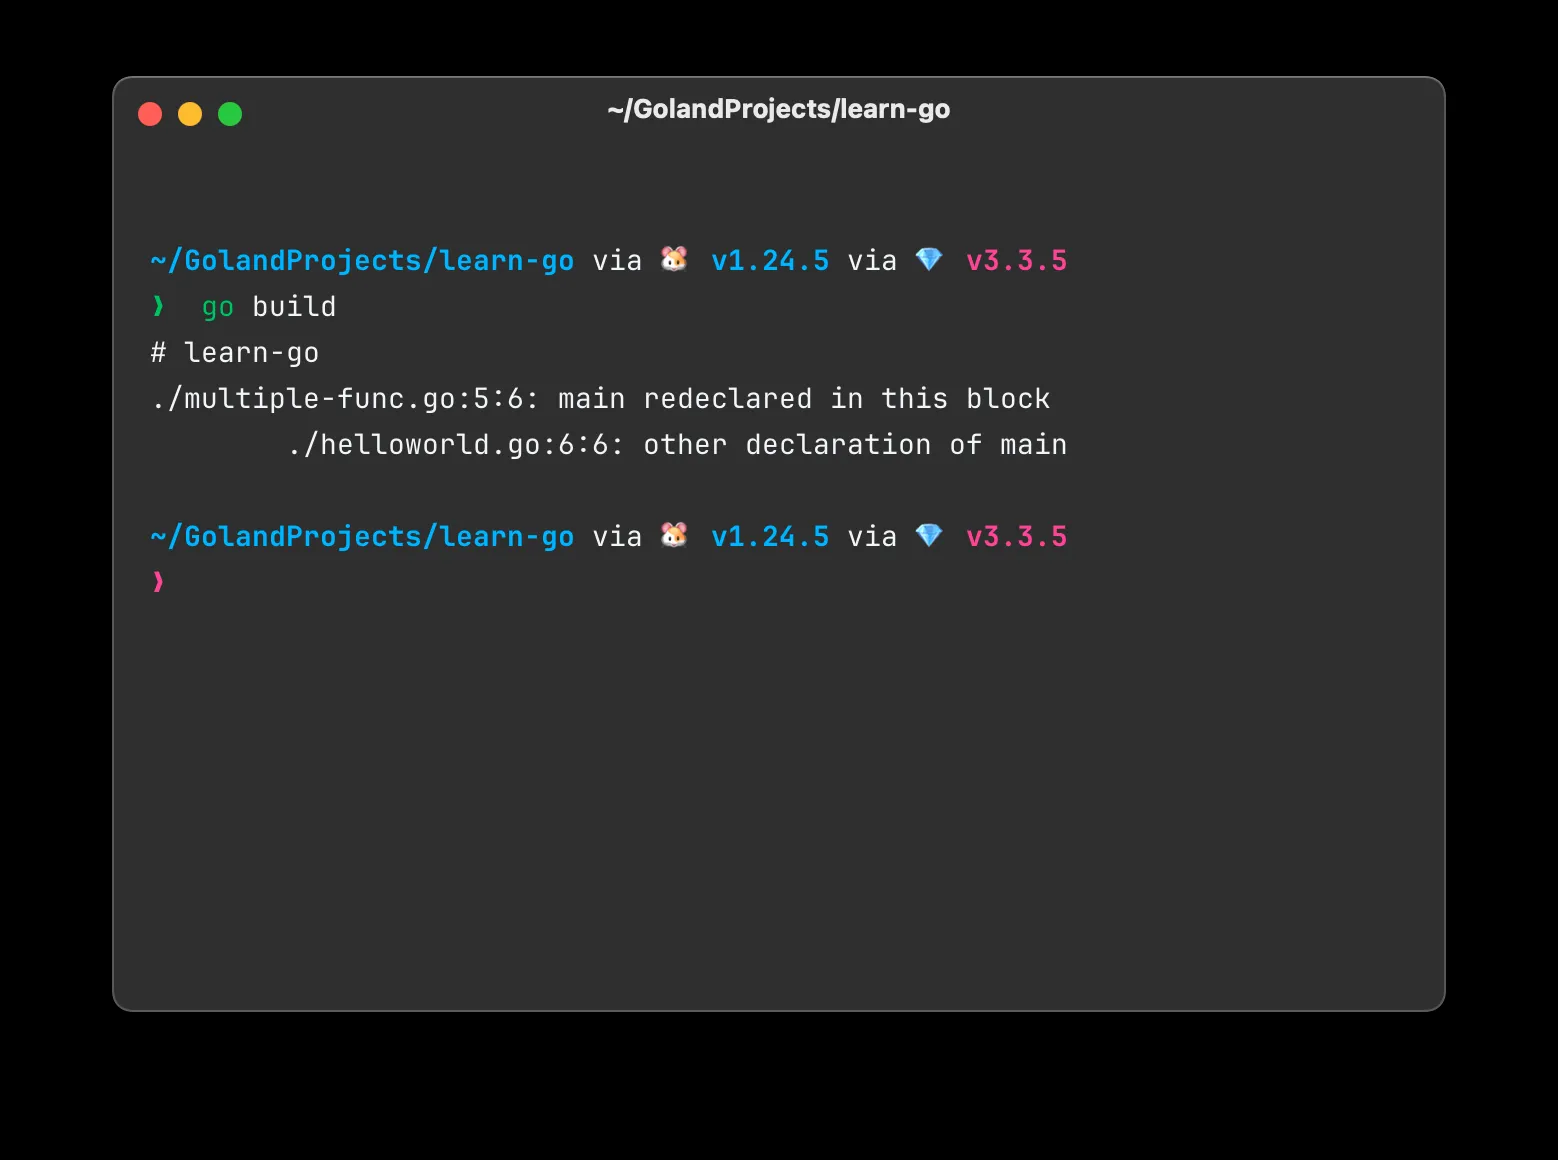 ~/GolandProjects/learn-go
~/GolandProjects/learn-go via 🐹 v1.24.5 via 💎 v3.3.5
❯ go build
# learn-go
./multiple-func.go:5:6: main redeclared in this block
        ./helloworld.go:6:6: other declaration of main
~/GolandProjects/learn-go via 🐹 v1.24.5 via 💎 v3.3.5
❯